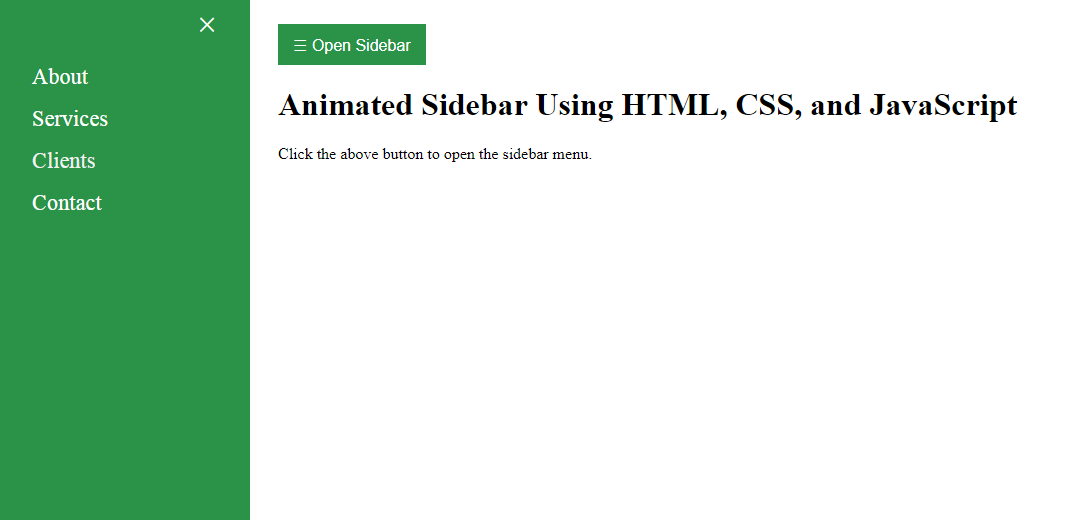 ×
About
Services
Clients
Contact
☰ Open Sidebar
Animated Sidebar Using HTML, CSS, and JavaScript
Click the above button to open the sidebar menu.